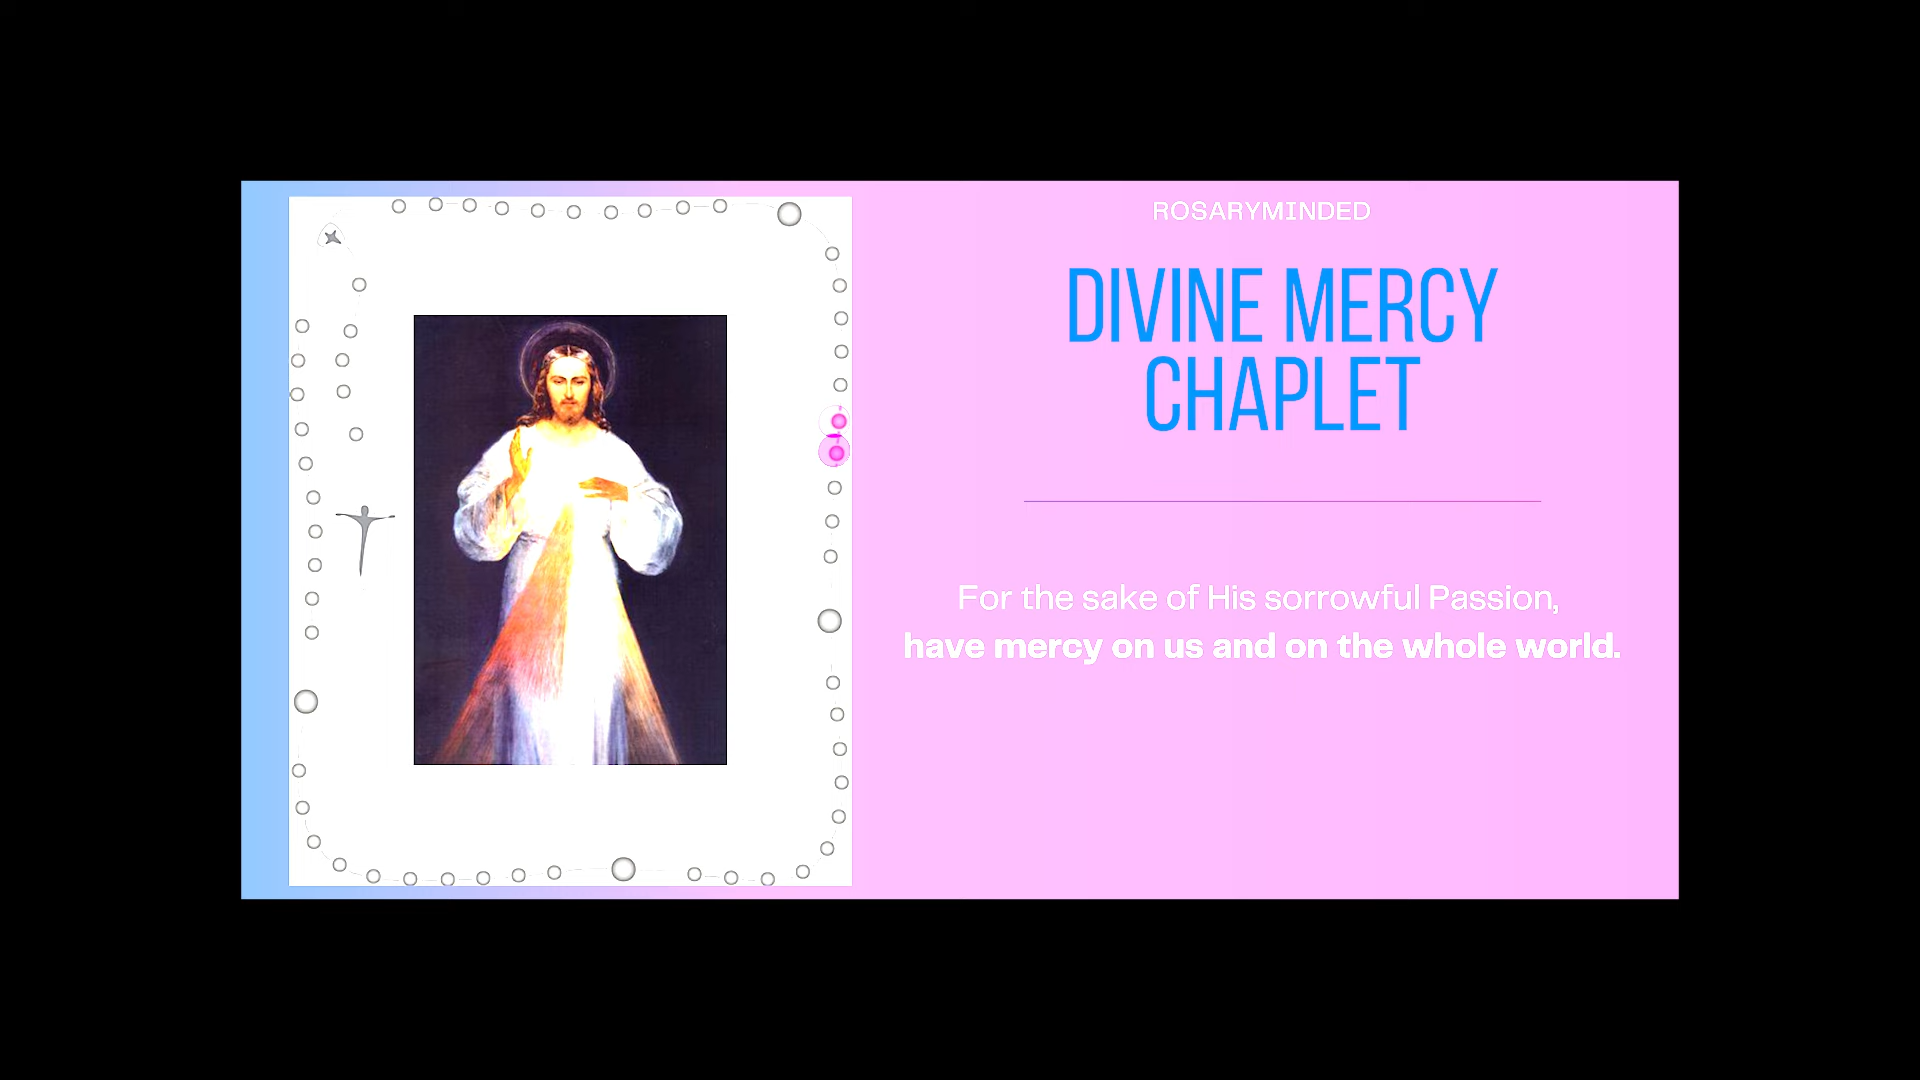 ROSARYMINDED
DIVINE MERCY
CHAPLET
For the sake of His sorrowful Passion,
have mercy on us and on the whole world.